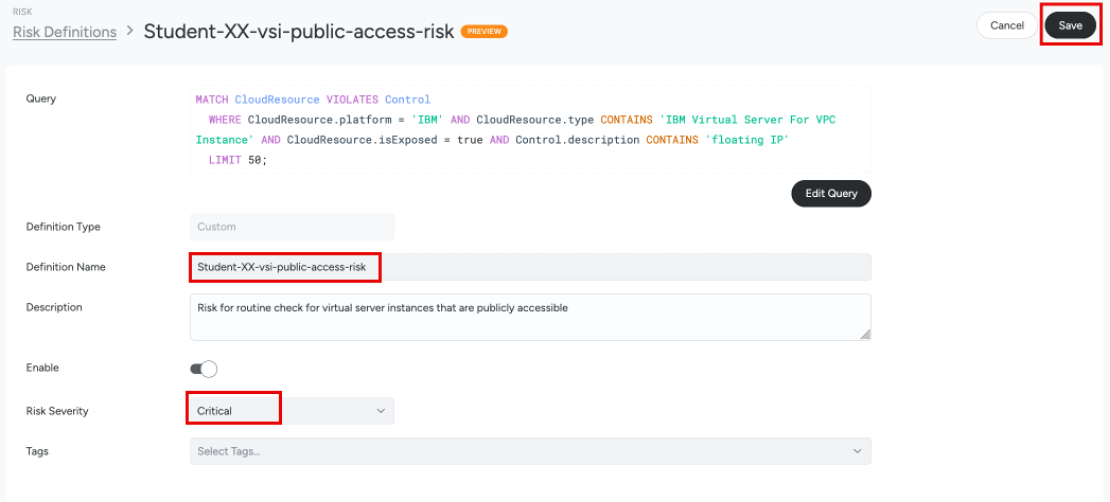 RISK
Risk Definitions > Student-XX-vsi-public-access-risk PREVIEW
Cancel
Save
Query
MATCH CloudResource VIOLATES Control
WHERE CloudResource.platform = 'IBM' AND CloudResource.type CONTAINS 'IBM Virtual Server For VPC
Instance' AND CloudResource.isExposed = true AND Control.description CONTAINS 'floating IP'
LIMIT 50;
Edit Query
Definition Type
Custom
Definition Name
Student-XX-vsi-public-access-risk
Description
Risk for routine check for virtual server instances that are publicly accessible
Enable
Risk Severity
Critical
Tags
Select Tags...